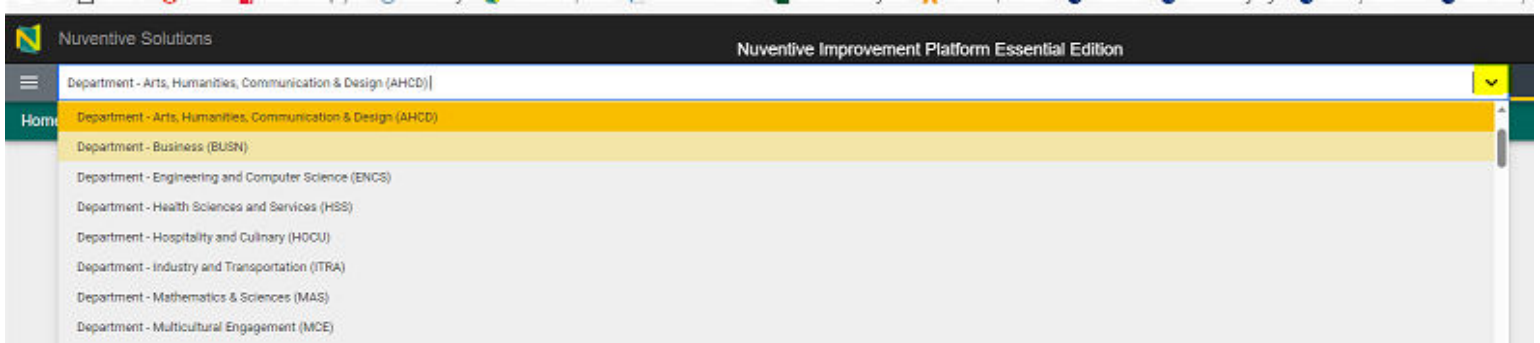 Nuventive Solutions
Nuventive Improvement Platform Essential Edition
Department - Arts, Humanities, Communication & Design (AHCD)
Home
Department - Arts, Humanities, Communication & Design (AHCD)
Department - Business (BUSN)
Department - Engineering and Computer Science (ENCS)
Department - Health Sciences and Services (HSS)
Department - Hospitality and Culinary (HOCU)
Department - Industry and Transportation (ITRA)
Department - Mathematics & Sciences (MAS)
Department - Multicultural Engagement (MCE)